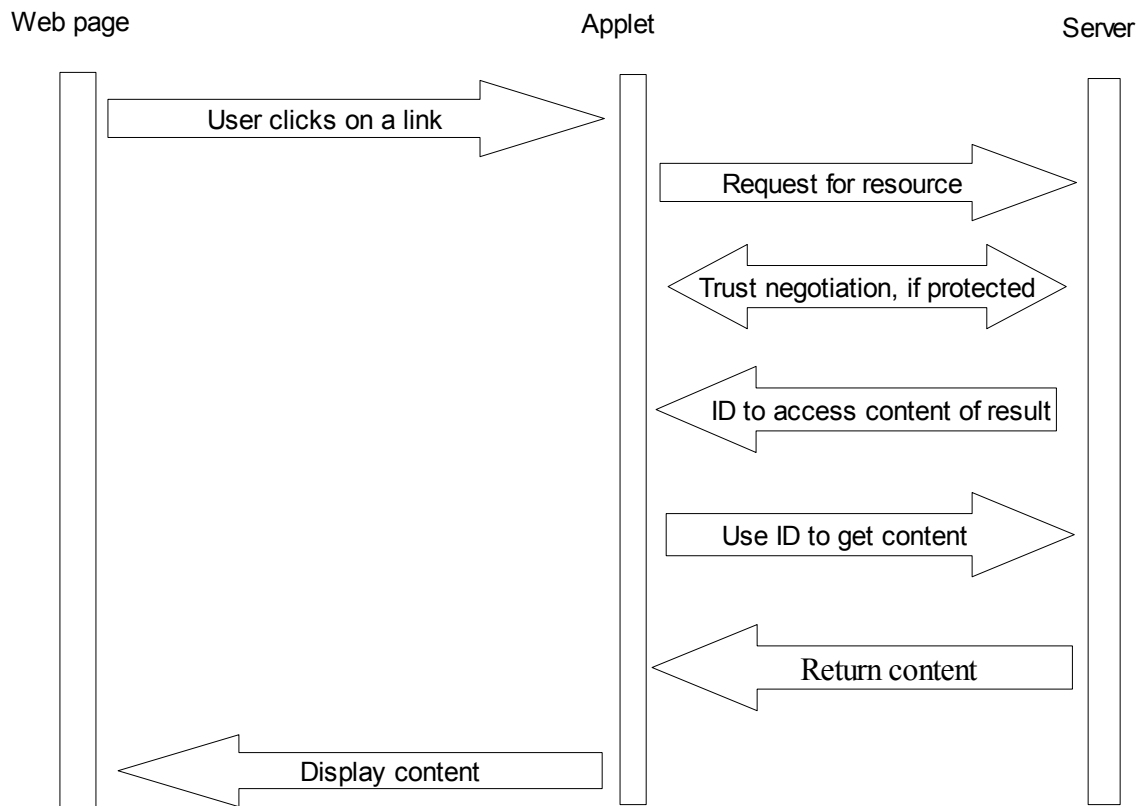 Web page
Applet
Server
User clicks on a link
Request for resource
Trust negotiation, if protected
ID to access content of result
Use ID to get content
Return content
Display content